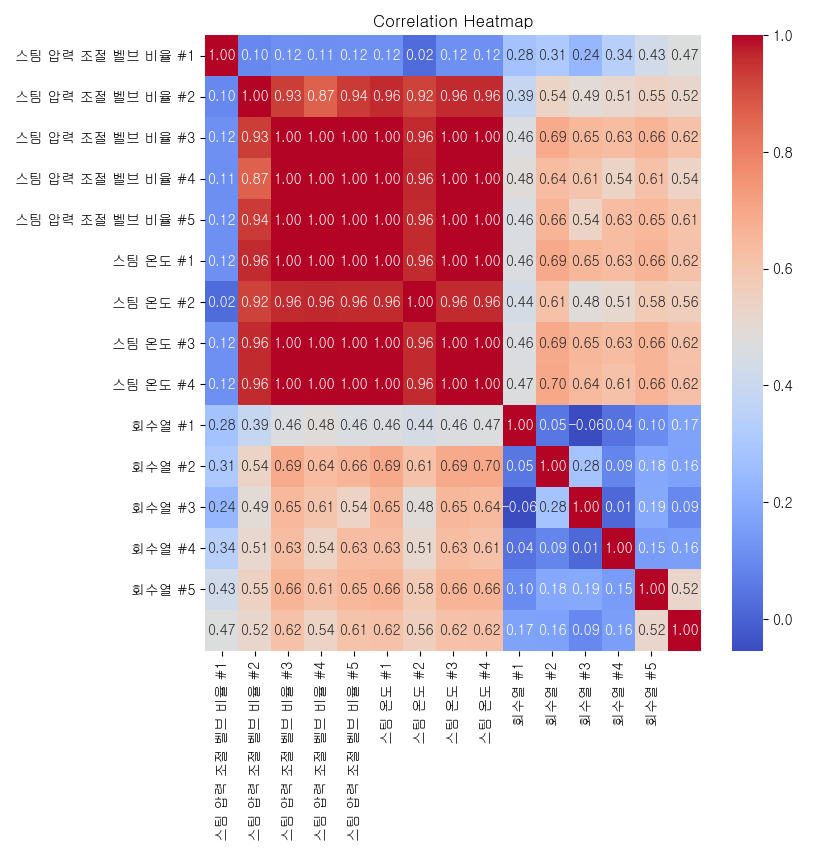 Correlation Heatmap
스팀 압력 조절 벨브 비율 #1 1.00 0.10 0.12 0.11 0.12 0.12 0.02 0.12 0.12 0.28 0.31 0.24 0.34 0.43 0.47
스팀 압력 조절 벨브 비율 #2 0.10 1.00 0.93 0.87 0.94 0.96 0.92 0.96 0.96 0.39 0.54 0.49 0.51 0.55 0.52
스팀 압력 조절 벨브 비율 #3 0.12 0.93 1.00 1.00 1.00 1.00 0.96 1.00 1.00 0.46 0.69 0.65 0.63 0.66 0.62
스팀 압력 조절 벨브 비율 #4 0.11 0.87 1.00 1.00 1.00 1.00 0.96 1.00 1.00 0.48 0.64 0.61 0.54 0.61 0.54
스팀 압력 조절 벨브 비율 #5 0.12 0.94 1.00 1.00 1.00 1.00 0.96 1.00 1.00 0.46 0.66 0.54 0.63 0.65 0.61
스팀 온도 #1 0.12 0.96 1.00 1.00 1.00 1.00 0.96 1.00 1.00 0.46 0.69 0.65 0.63 0.66 0.62
스팀 온도 #2 0.02 0.92 0.96 0.96 0.96 0.96 1.00 0.96 0.96 0.44 0.61 0.48 0.51 0.58 0.56
스팀 온도 #3 0.12 0.96 1.00 1.00 1.00 1.00 0.96 1.00 1.00 0.46 0.69 0.65 0.63 0.66 0.62
스팀 온도 #4 0.12 0.96 1.00 1.00 1.00 1.00 0.96 1.00 1.00 0.47 0.70 0.64 0.61 0.66 0.62
회수열 #1 0.28 0.39 0.46 0.48 0.46 0.46 0.44 0.46 0.47 1.00 0.05 −0.06 0.04 0.10 0.17
회수열 #2 0.31 0.54 0.69 0.64 0.66 0.69 0.61 0.69 0.70 0.05 1.00 0.28 0.09 0.18 0.16
회수열 #3 0.24 0.49 0.65 0.61 0.54 0.65 0.48 0.65 0.64 −0.06 0.28 1.00 0.01 0.19 0.09
회수열 #4 0.34 0.51 0.63 0.54 0.63 0.63 0.51 0.63 0.61 0.04 0.09 0.01 1.00 0.15 0.16
회수열 #5 0.43 0.55 0.66 0.61 0.65 0.66 0.58 0.66 0.66 0.10 0.18 0.19 0.15 1.00 0.52
0.47 0.52 0.62 0.54 0.61 0.62 0.56 0.62 0.62 0.17 0.16 0.09 0.16 0.52 1.00
스팀 압력 조절 벨브 비율 #1
스팀 압력 조절 벨브 비율 #2
스팀 압력 조절 벨브 비율 #3
스팀 압력 조절 벨브 비율 #4
스팀 압력 조절 벨브 비율 #5
스팀 온도 #1
스팀 온도 #2
스팀 온도 #3
스팀 온도 #4
회수열 #1
회수열 #2
회수열 #3
회수열 #4
회수열 #5
1.0
0.8
0.6
0.4
0.2
0.0